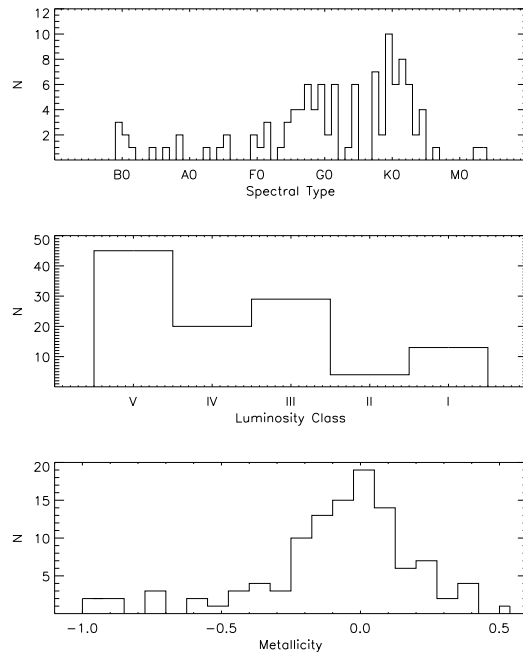 12
10
8
6
4
2
N
B0 A0 F0 G0 K0 M0
Spectral Type
50
40
30
20
10
N
V IV III II I
Luminosity Class
20
15
10
5
N
-1.0 -0.5 0.0 0.5
Metallicity